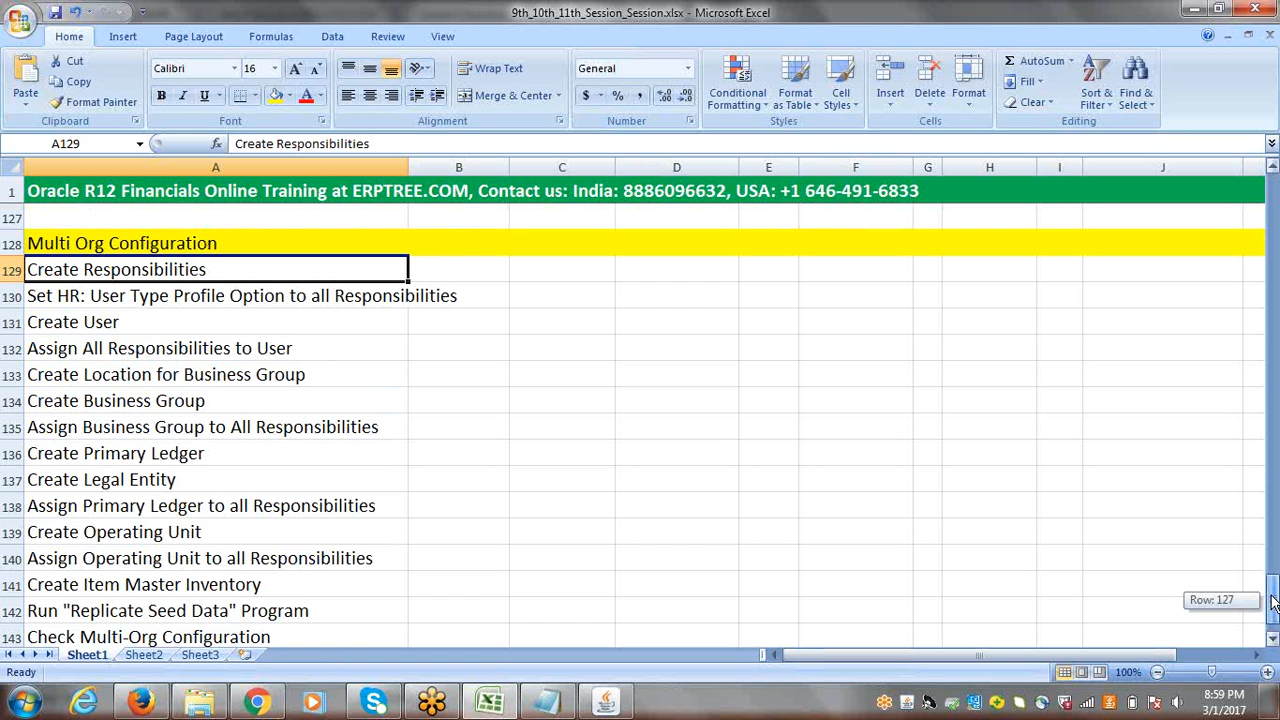 9th_10th_11th_Session_Session.xlsx - Microsoft Excel
Home Insert Page Layout Formulas Data Review View
Cut
Copy
Format Painter
Paste
Clipboard
Calibri 16
B I U
Font
Wrap Text
Merge & Center
Alignment
General
$ % ,
Number
Conditional Formatting
Format as Table
Cell Styles
Styles
Insert Delete Format
Cells
AutoSum
Fill
Clear
Sort & Filter
Find & Select
Editing
A129 fx Create Responsibilities
A B C D E F G H I J
1 Oracle R12 Financials Online Training at ERPTREE.COM, Contact us: India: 8886096632, USA: +1 646-491-6833
127
128 Multi Org Configuration
129 Create Responsibilities
130 Set HR: User Type Profile Option to all Responsibilities
131 Create User
132 Assign All Responsibilities to User
133 Create Location for Business Group
134 Create Business Group
135 Assign Business Group to All Responsibilities
136 Create Primary Ledger
137 Create Legal Entity
138 Assign Primary Ledger to all Responsibilities
139 Create Operating Unit
140 Assign Operating Unit to all Responsibilities
141 Create Item Master Inventory
142 Run "Replicate Seed Data" Program
143 Check Multi-Org Configuration
Row: 127
Sheet1 Sheet2 Sheet3
Ready
100%
8:59 PM
3/1/2017